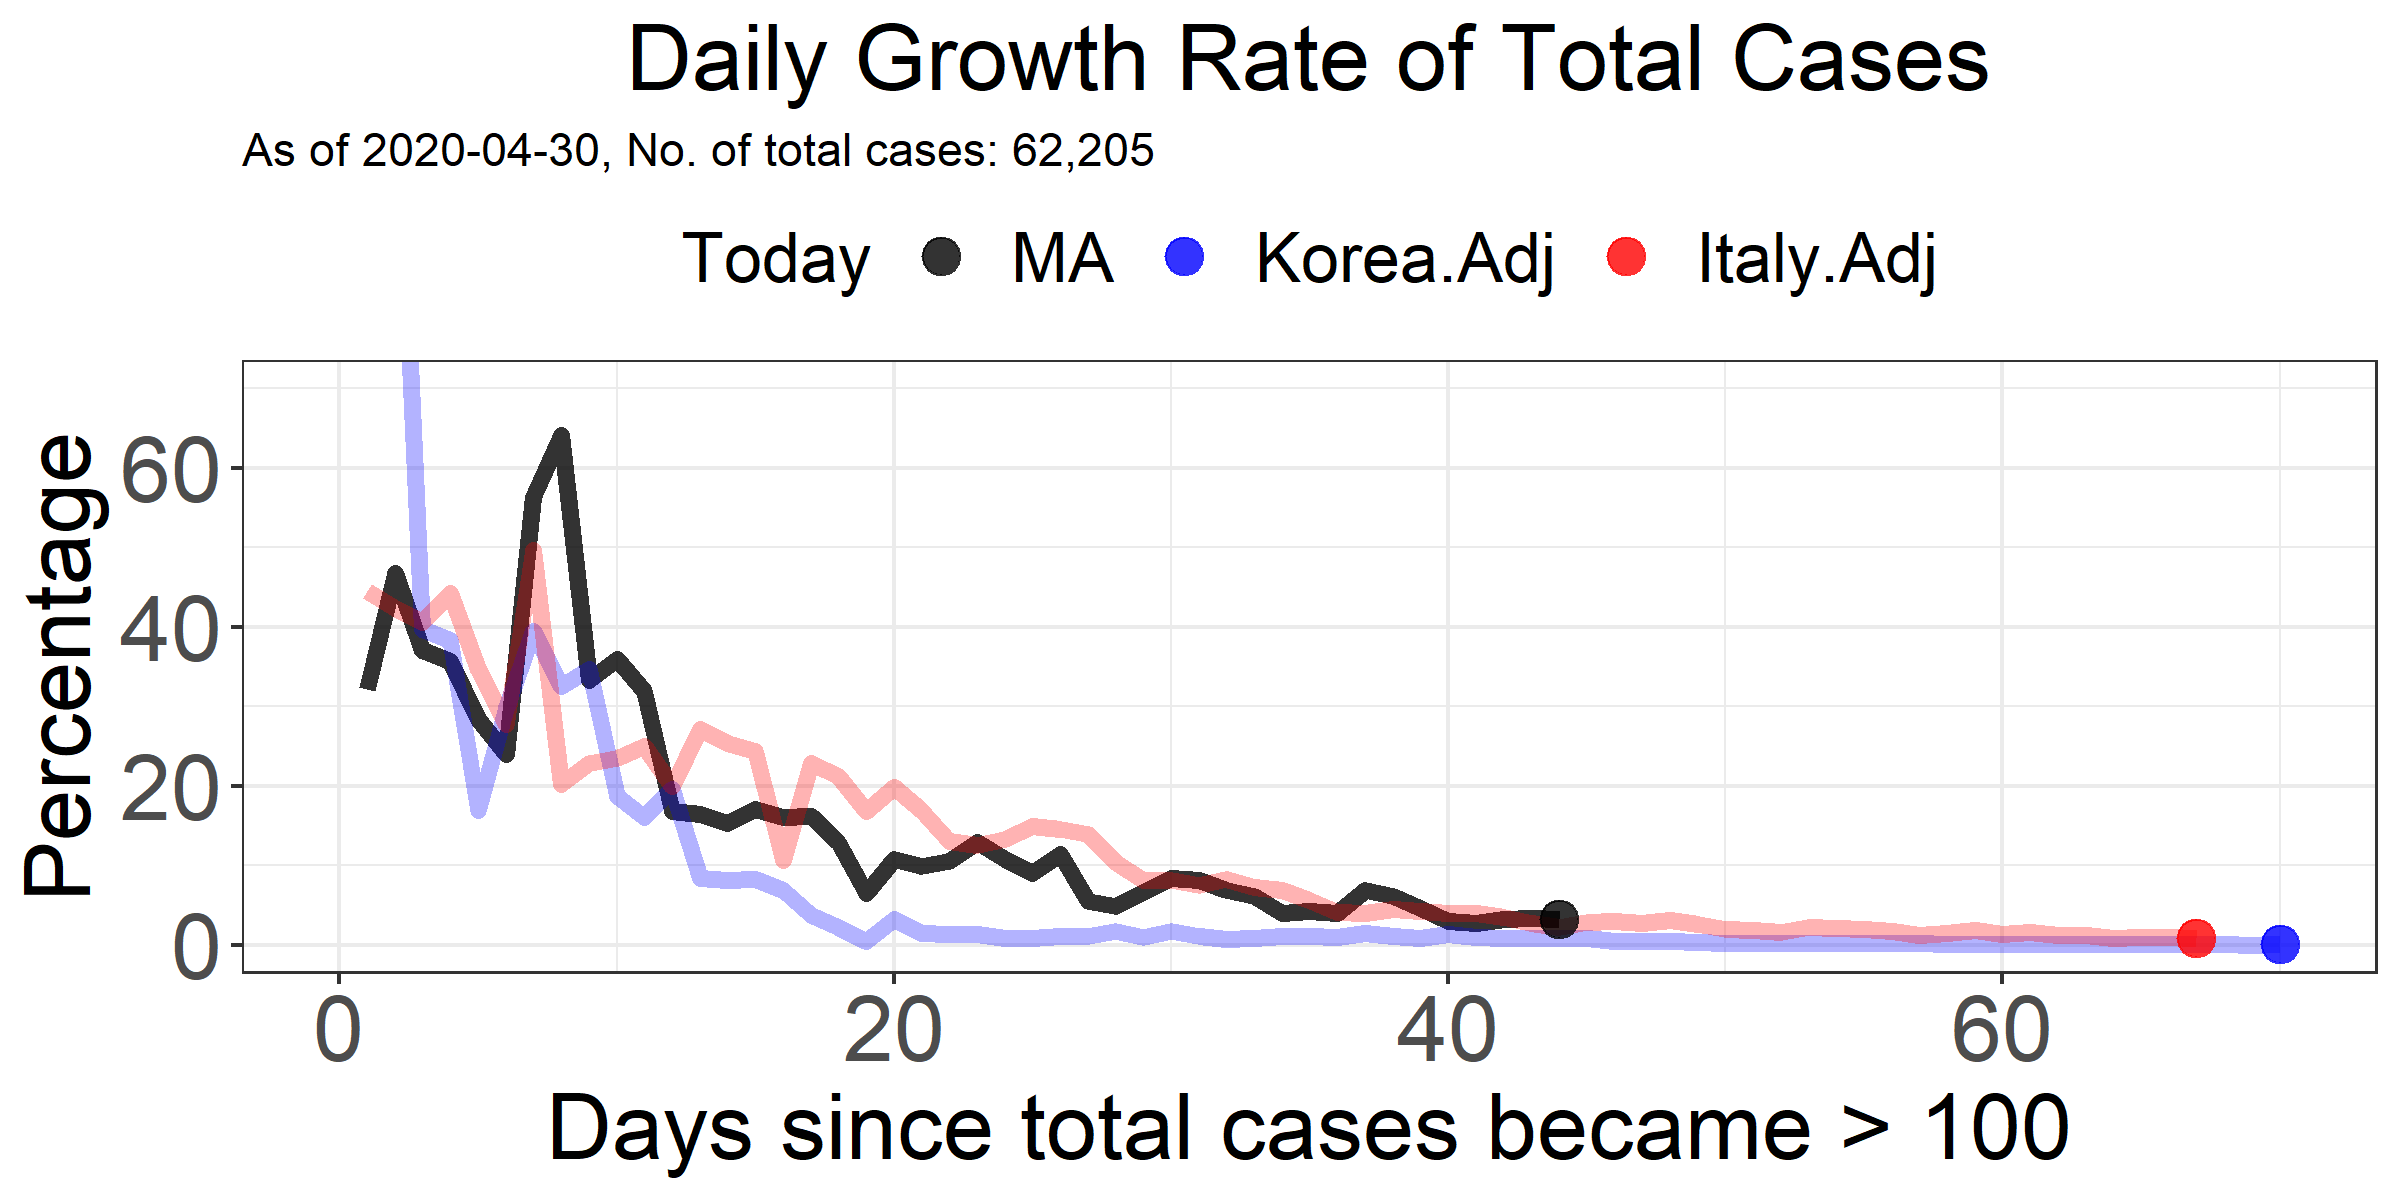 Daily Growth Rate of Total Cases
As of 2020-04-30, No. of total cases: 62,205
Today MA Korea.Adj Italy.Adj
Percentage
60
40
20
0
0 20 40 60
Days since total cases became > 100